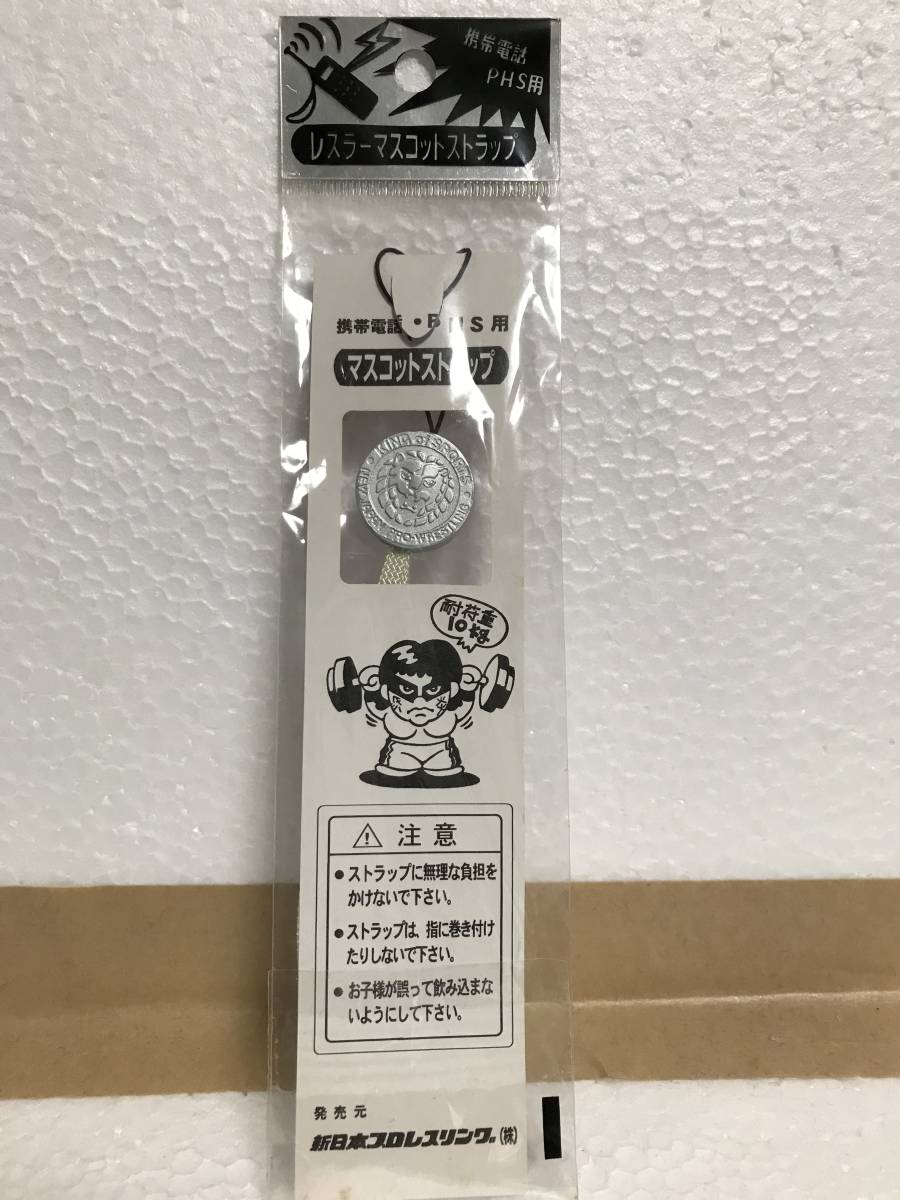 携帯電話
PHS用
レスラーマスコットストラップ
携帯電話・PHS用
マスコットストラップ
• KING of SPORTS •
NEW JAPAN PRO-WRESTLING
耐荷重
10㌔
⚠ 注意
●ストラップに無理な負担を
かけないで下さい。
●ストラップは、指に巻き付け
たりしないで下さい。
●お子様が誤って飲み込まな
いようにして下さい。
発売元
新日本プロレスリング(株)